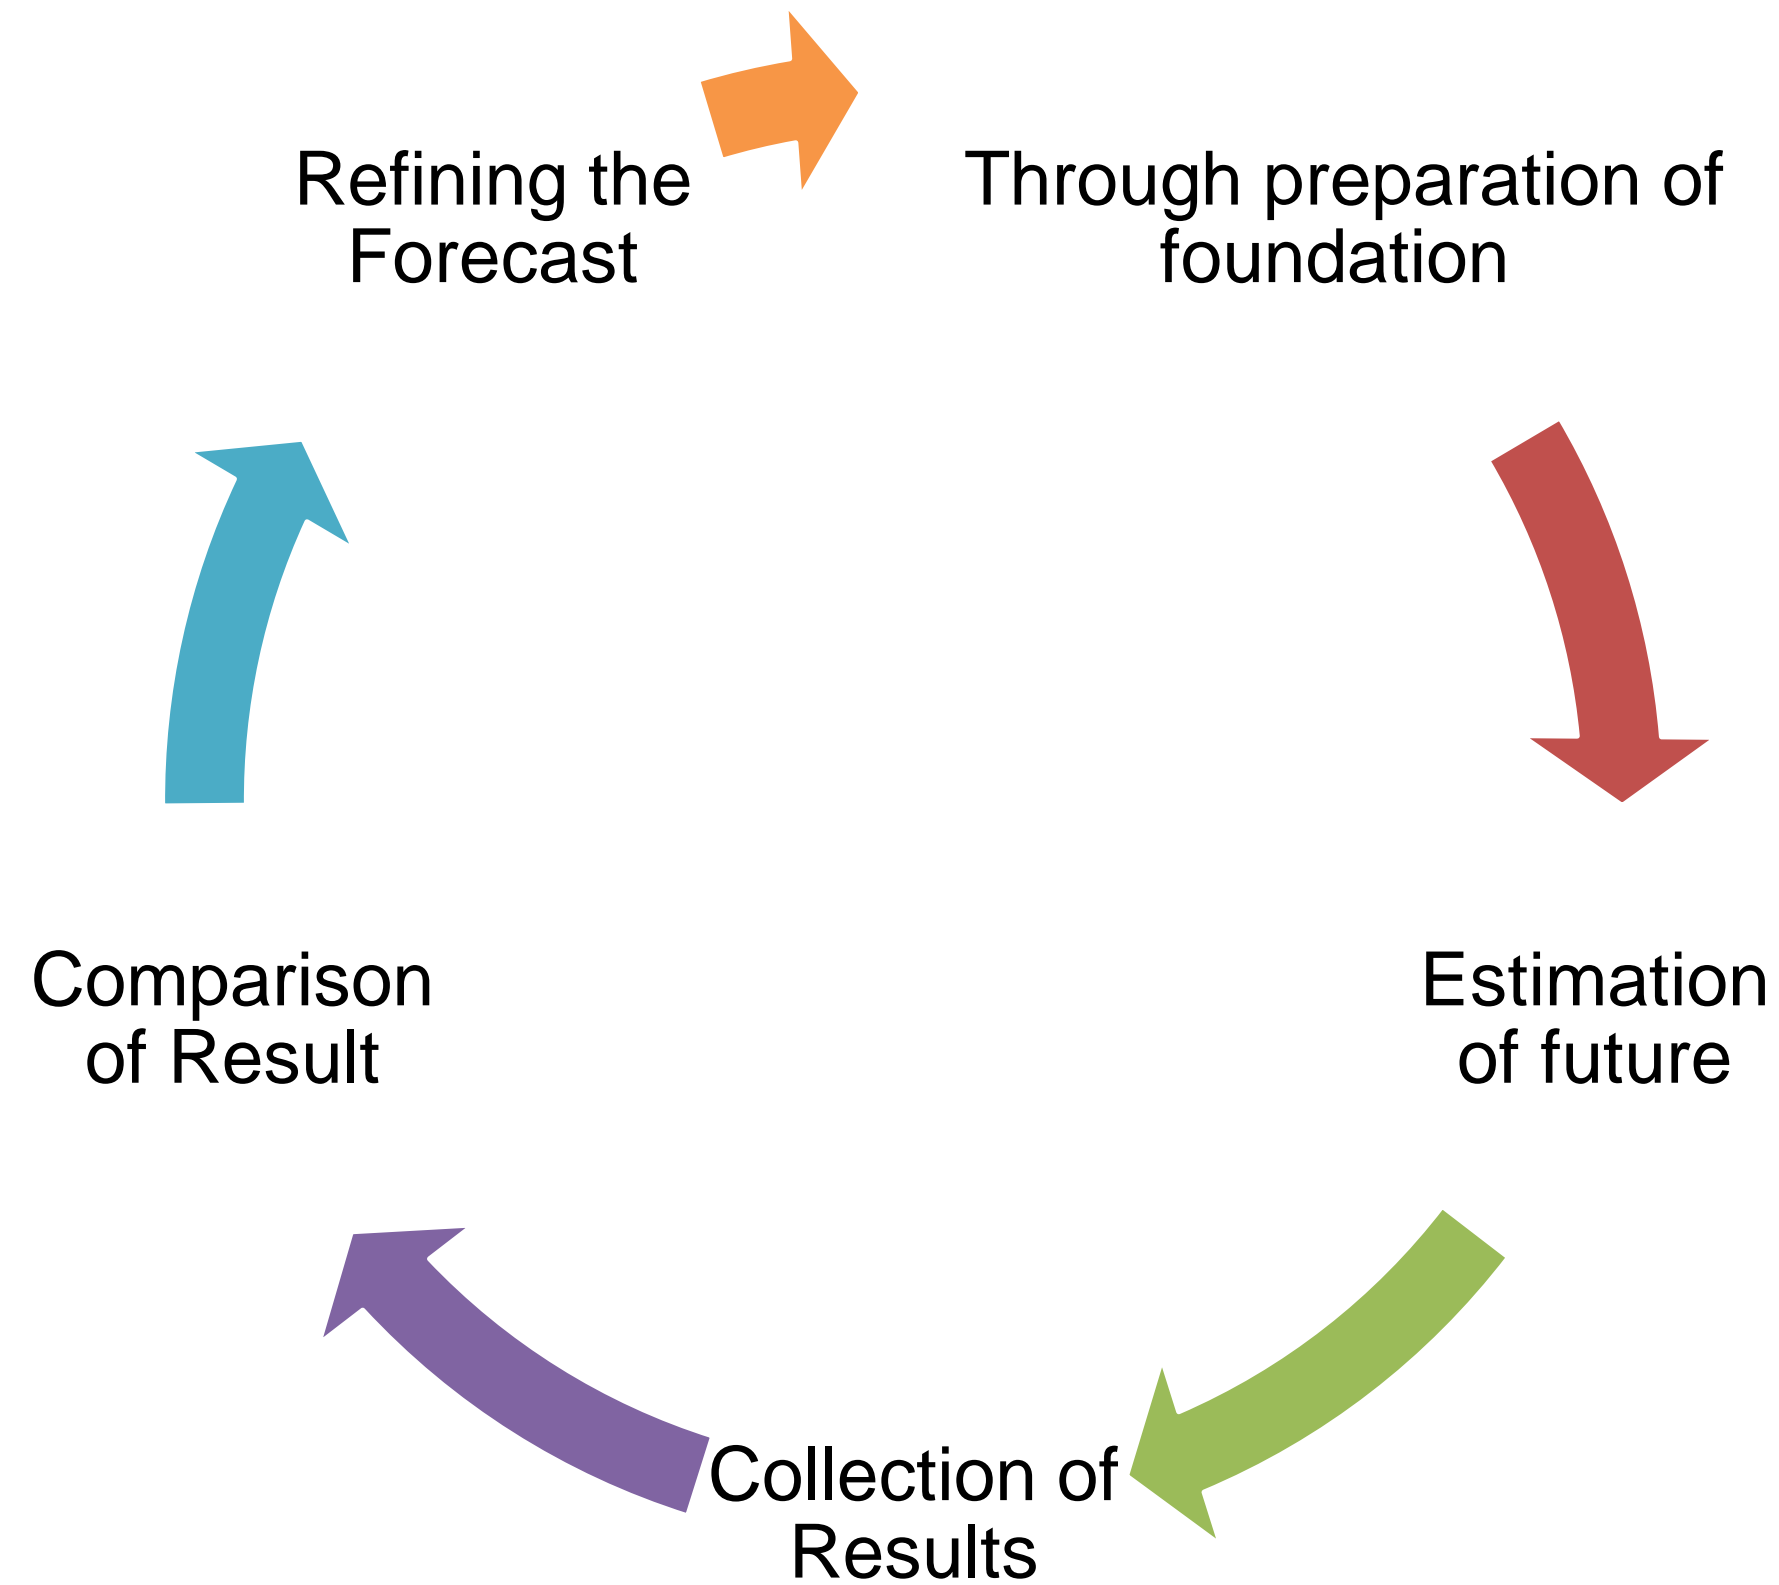 Refining the
Forecast
Through preparation of
foundation
Estimation
of future
Collection of
Results
Comparison
of Result